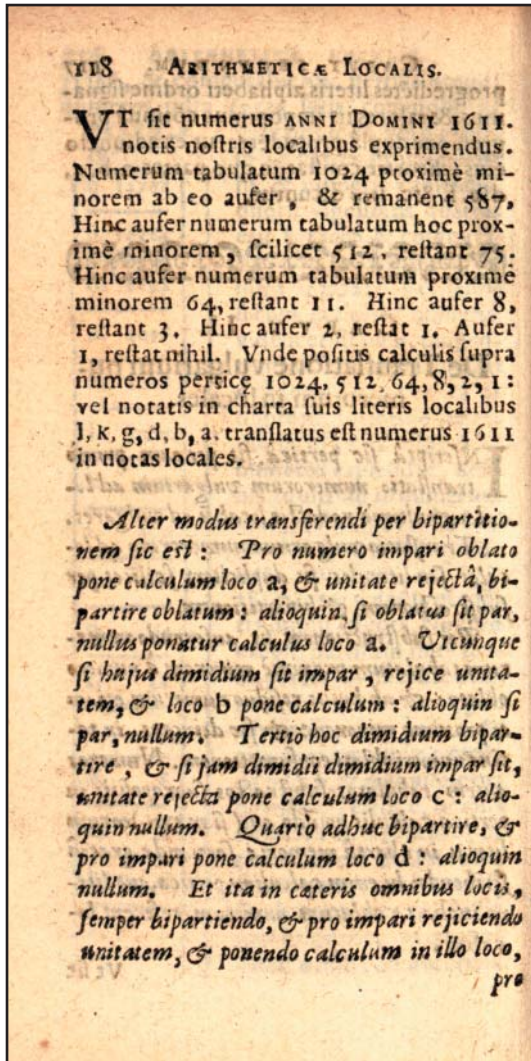 118 ARITHMETICÆ LOCALIS.
VT ſit numerus ANNI DOMINI 1611.
notis noſtris localibus exprimendus.
Numerum tabulatum 1024 proximè mi-
norem ab eo aufer, & remanent 587,
Hinc aufer numerum tabulatum hoc prox-
imè minorem, ſcilicet 512. reſtant 75.
Hinc aufer numerum tabulatum proximè
minorem 64, reſtant 11. Hinc aufer 8,
reſtant 3. Hinc aufer 2, reſtat 1. Aufer
1, reſtat nihil. Vnde poſitis calculis ſupra
numeros perticę 1024, 512, 64, 8, 2, 1:
vel notatis in charta ſuis literis localibus
l, k, g, d, b, a. tranſlatus eſt numerus 1611
in notas locales.
Alter modus transferendi per bipartitio-
nem ſic eſt: Pro numero impari oblato
pone calculum loco a, & unitate rejectâ, bi-
partire oblatum: alioquin ſi oblatus ſit par,
nullus ponatur calculus loco a. Utcunque
ſi hujus dimidium ſit impar, rejice unita-
tem, & loco b pone calculum: alioquin ſi
par, nullum. Tertiò hoc dimidium bipar-
tire, & ſi jam dimidii dimidium impar ſit,
unitate rejectâ pone calculum loco c: alio-
quin nullum. Quartò adhuc bipartire, &
pro impari pone calculum loco d: alioquin
nullum. Et ita in cæteris omnibus locis,
ſemper bipartiendo, & pro impari rejiciendo
unitatem, & ponendo calculum in illo loco,
pro